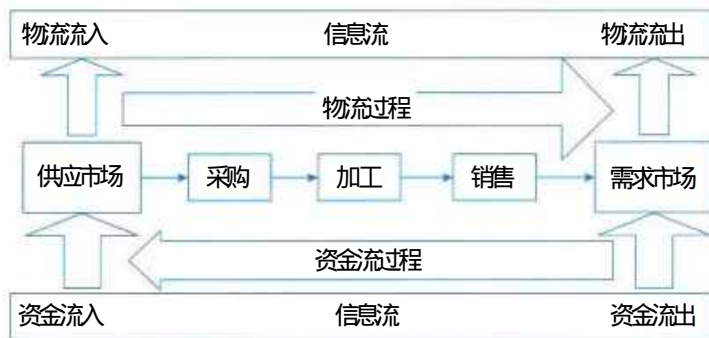 物流流入 信息流 物流流出
物流过程
供应市场 采购 加工 销售 需求市场
资金流过程
资金流入 信息流 资金流出